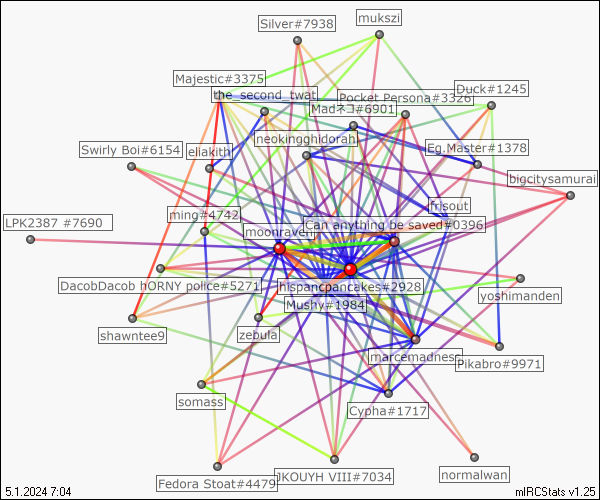 Silver#7938
mukszi
Majestic#3375
the_second_twat
Pocket Persona#3326
Duck#1245
Madネコ#6901
neokingghidorah
Eg.Master#1378
Swirly Boi#6154
eliakith
bigcitysamurai
frisout
ming#4742
LPK2387 #7690
moonraven
Can anything be saved#0396
DacobDacob hORNY police#5271
hispancpancakes#2928
yoshimanden
Mushy#1984
shawntee9
zebula
marcemadness
Pikabro#9971
somass
Cypha#1717
Fedora Stoat#4479
JKOUYH VIII#7034
normalwan
5.1.2024 7:04
mIRCStats v1.25